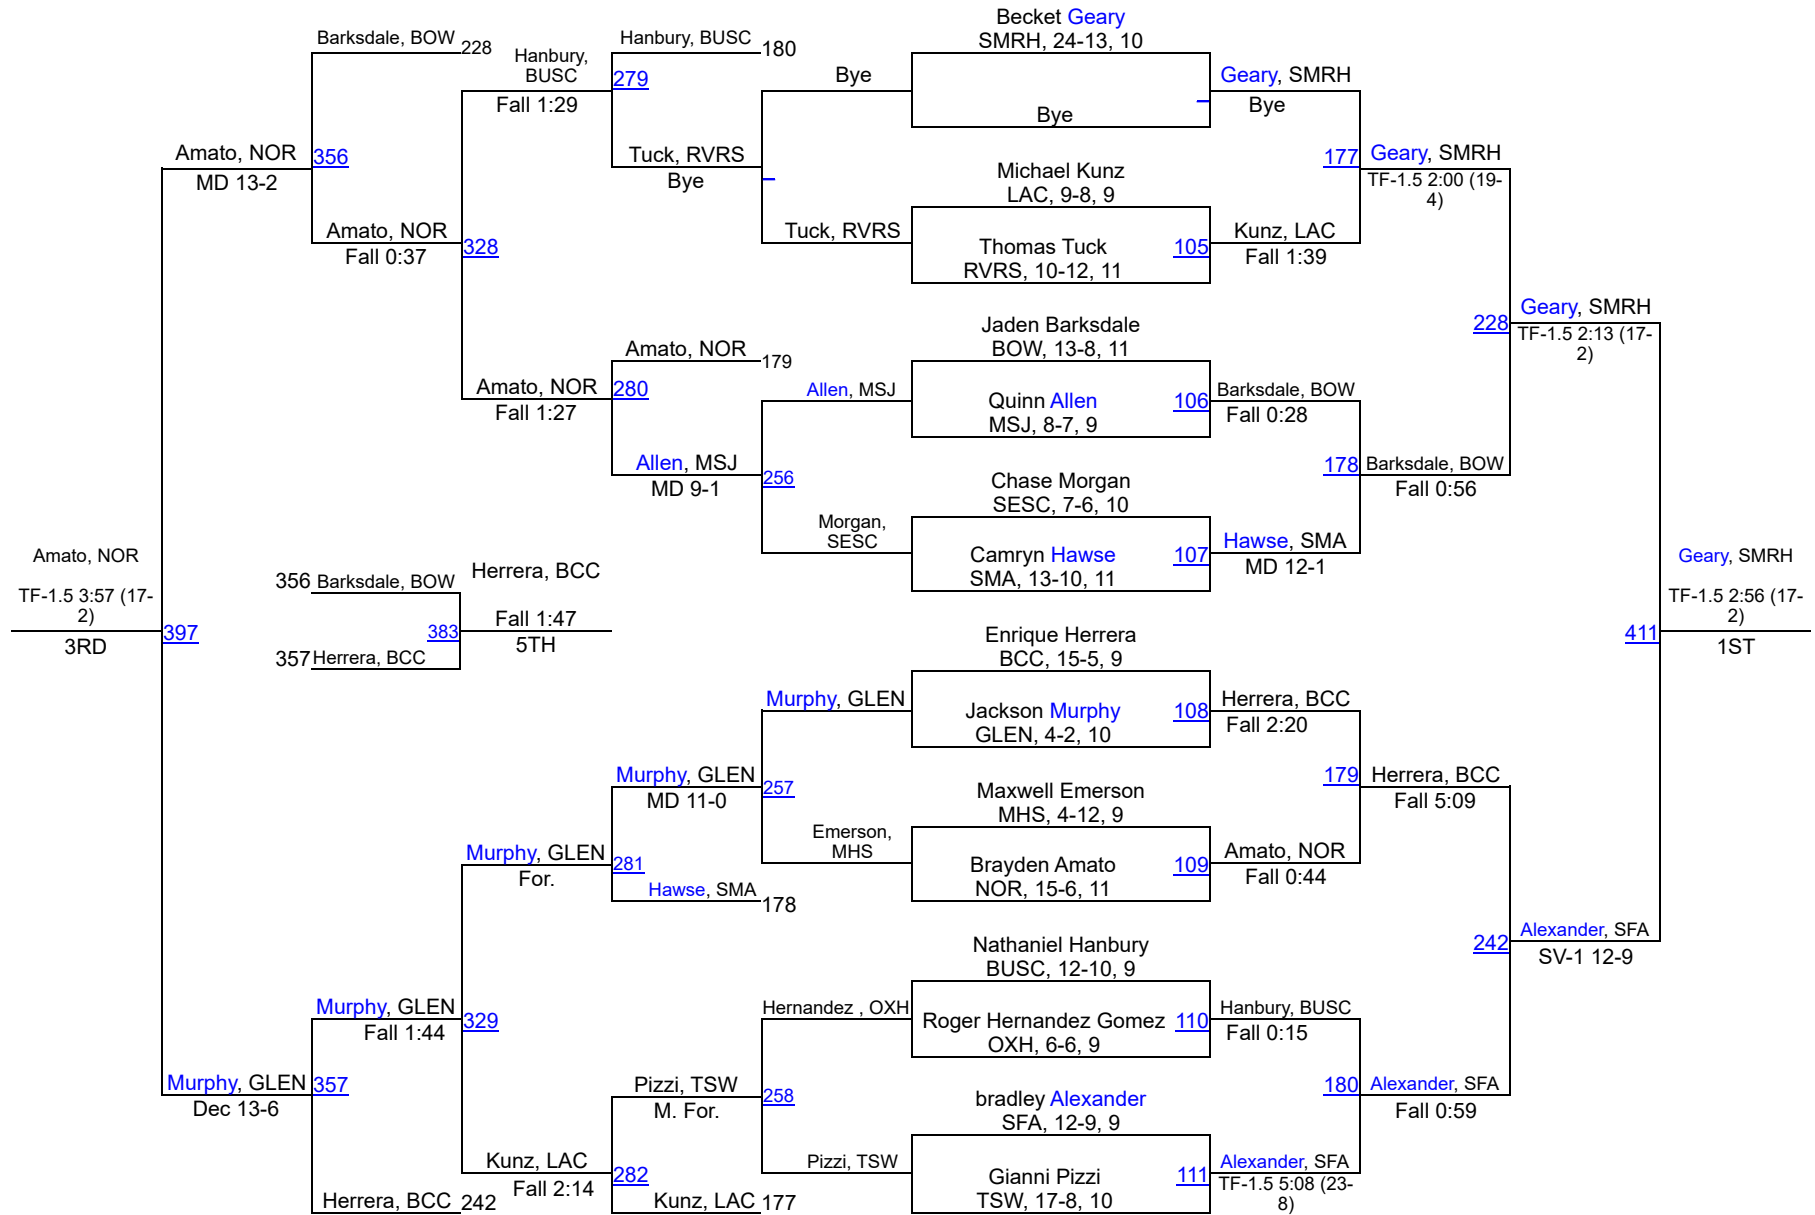 Becket Geary
SMRH, 24-13, 10
Bye
Michael Kunz
LAC, 9-8, 9
Thomas Tuck
RVRS, 10-12, 11
105
Jaden Barksdale
BOW, 13-8, 11
Quinn Allen
MSJ, 8-7, 9
106
Chase Morgan
SESC, 7-6, 10
Camryn Hawse
SMA, 13-10, 11
107
Enrique Herrera
BCC, 15-5, 9
Jackson Murphy
GLEN, 4-2, 10
108
Maxwell Emerson
MHS, 4-12, 9
Brayden Amato
NOR, 15-6, 11
109
Nathaniel Hanbury
BUSC, 12-10, 9
Roger Hernandez Gomez
OXH, 6-6, 9
110
bradley Alexander
SFA, 12-9, 9
Gianni Pizzi
TSW, 17-8, 10
111
Geary, SMRH
Bye
177
Kunz, LAC
Fall 1:39
Barksdale, BOW
Fall 0:28
178
Hawse, SMA
MD 12-1
Herrera, BCC
Fall 2:20
179
Amato, NOR
Fall 0:44
Hanbury, BUSC
Fall 0:15
180
Alexander, SFA
TF-1.5 5:08 (23-
8)
Geary, SMRH
TF-1.5 2:00 (19-
4)
228
Barksdale, BOW
Fall 0:56
Herrera, BCC
Fall 5:09
242
Alexander, SFA
Fall 0:59
Geary, SMRH
TF-1.5 2:13 (17-
2)
411
Alexander, SFA
SV-1 12-9
Geary, SMRH
TF-1.5 2:56 (17-
2)
1ST
Bye
Tuck, RVRS
Allen, MSJ
256
Morgan,
SESC
Murphy, GLEN
257
Emerson,
MHS
Hernandez , OXH
258
Pizzi, TSW
Hanbury, BUSC
180
279
Tuck, RVRS
Bye
Amato, NOR
179
280
Allen, MSJ
MD 9-1
Murphy, GLEN
MD 11-0
281
Hawse, SMA
178
Pizzi, TSW
M. For.
282
Kunz, LAC
177
Hanbury,
BUSC
Fall 1:29
328
Amato, NOR
Fall 1:27
Murphy, GLEN
For.
329
Kunz, LAC
Fall 2:14
Barksdale, BOW
228
356
Amato, NOR
Fall 0:37
Murphy, GLEN
Fall 1:44
357
Herrera, BCC
242
Amato, NOR
MD 13-2
397
Murphy, GLEN
Dec 13-6
Amato, NOR
TF-1.5 3:57 (17-
2)
3RD
356
Barksdale, BOW
383
357
Herrera, BCC
Herrera, BCC
Fall 1:47
5TH